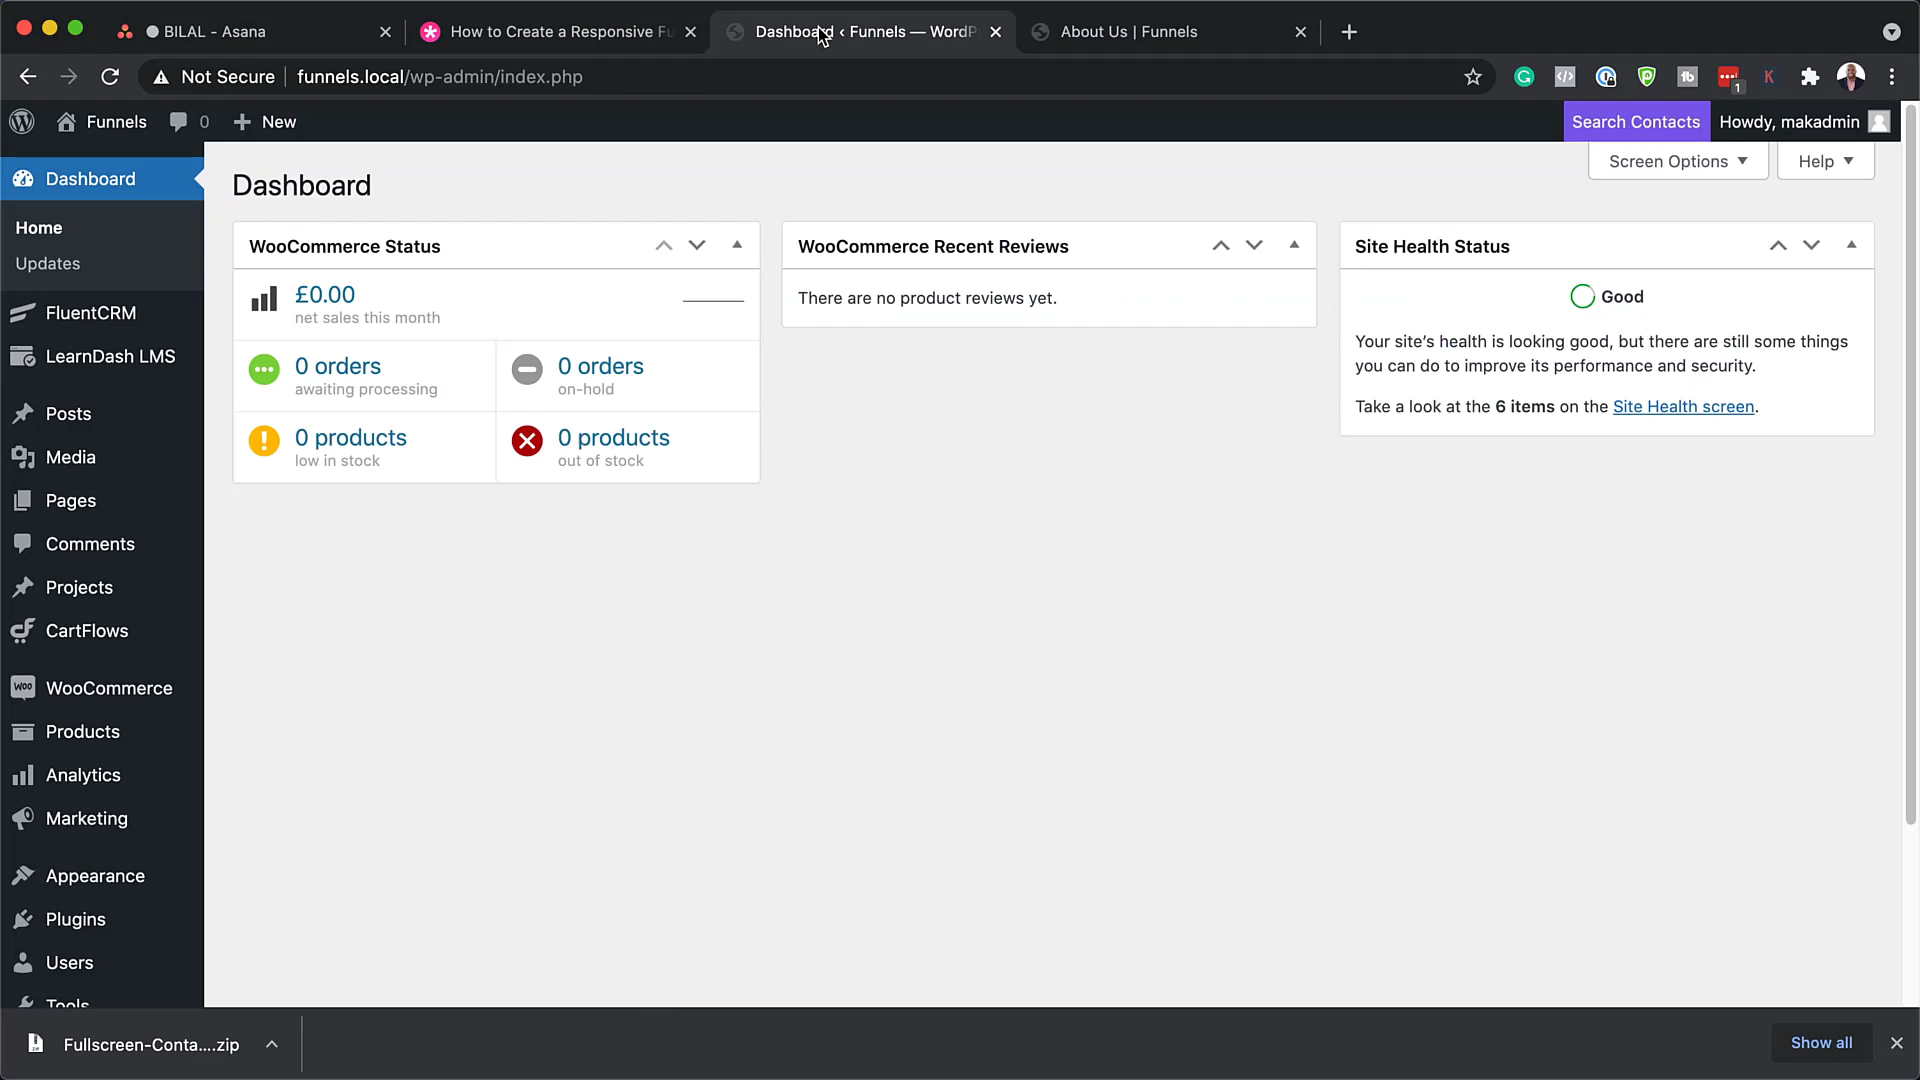 BILAL - Asana
How to Create a Responsive Fu
Dashboard ‹ Funnels — WordP
About Us | Funnels
Not Secure
funnels.local/wp-admin/index.php
1
Funnels
0
New
Search Contacts
Howdy, makadmin
Screen Options
Help
Dashboard
Home
Updates
FluentCRM
LearnDash LMS
Posts
Media
Pages
Comments
Projects
CartFlows
WooCommerce
Products
Analytics
Marketing
Appearance
Plugins
Users
Tools
Dashboard
WooCommerce Status
£0.00
net sales this month
0 orders
awaiting processing
0 orders
on-hold
0 products
low in stock
0 products
out of stock
WooCommerce Recent Reviews
There are no product reviews yet.
Site Health Status
Good
Your site's health is looking good, but there are still some things
you can do to improve its performance and security.
Take a look at the 6 items on the Site Health screen.
Fullscreen-Conta....zip
Show all